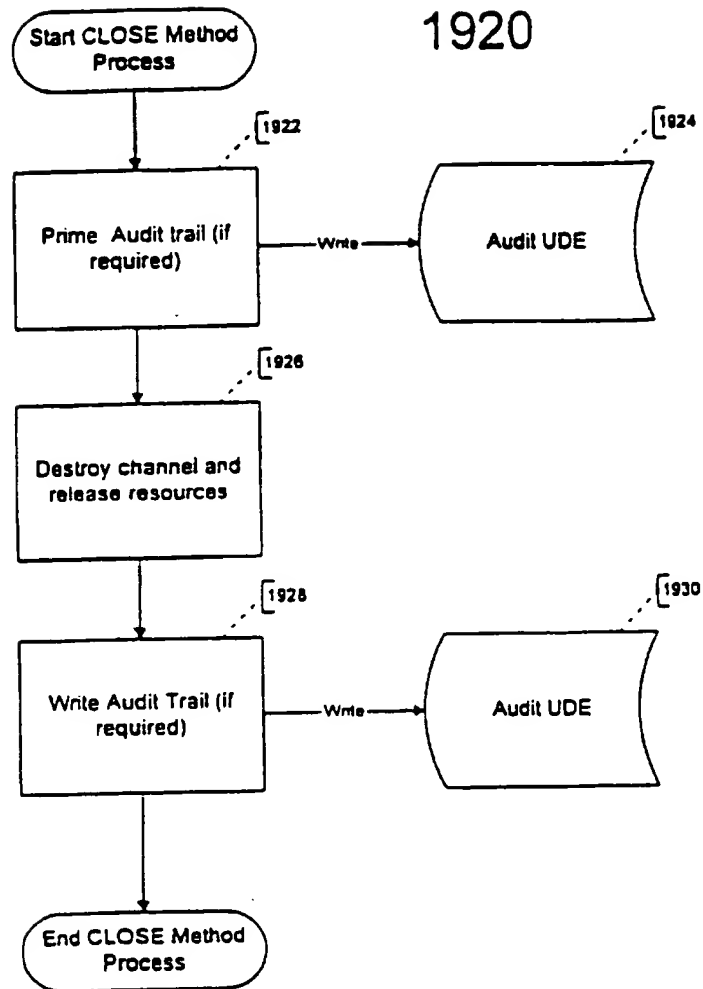 1920
Start CLOSE Method
Process
1922
1924
Prime Audit trail (if
required)
Write
Audit UDE
1926
Destroy channel and
release resources
1928
1930
Write Audit Trail (if
required)
Write
Audit UDE
End CLOSE Method
Process